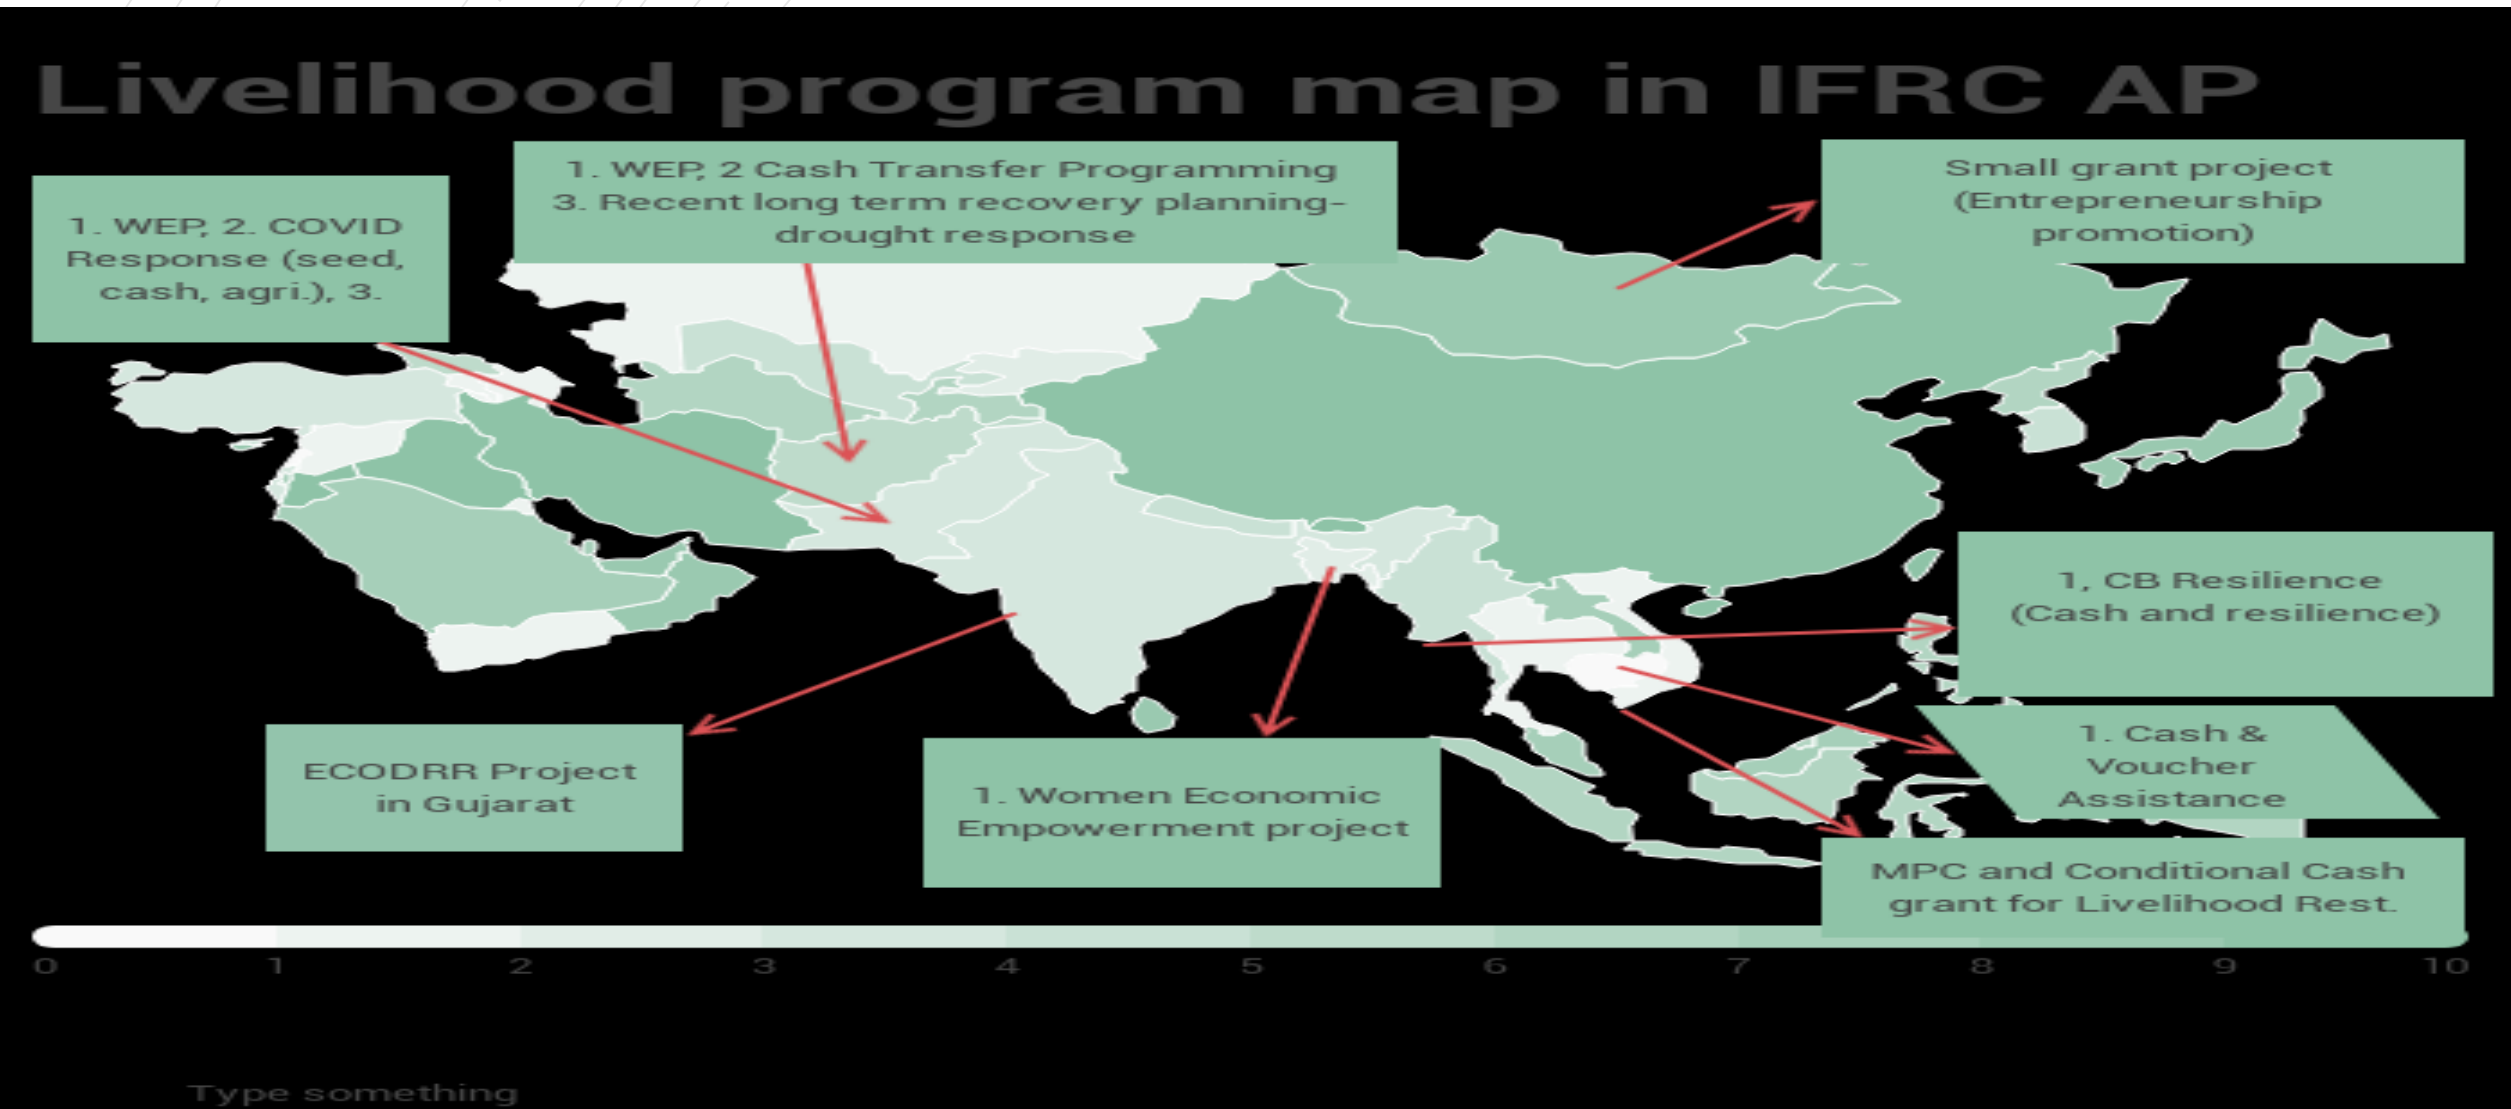 Livelihood program map in IFRC AP
1. WEP, 2 Cash Transfer Programming
3. Recent long term recovery planning-
drought response
Small grant project
(Entrepreneurship
promotion)
1. WEP, 2. COVID
Response (seed,
cash, agri.), 3.
1, CB Resilience
(Cash and resilience)
1. Cash &
Voucher
Assistance
ECODRR Project
in Gujarat
1. Women Economic
Empowerment project
MPC and Conditional Cash
grant for Livelihood Rest.
0 1 2 3 4 5 6 7 8 9 10
Type something